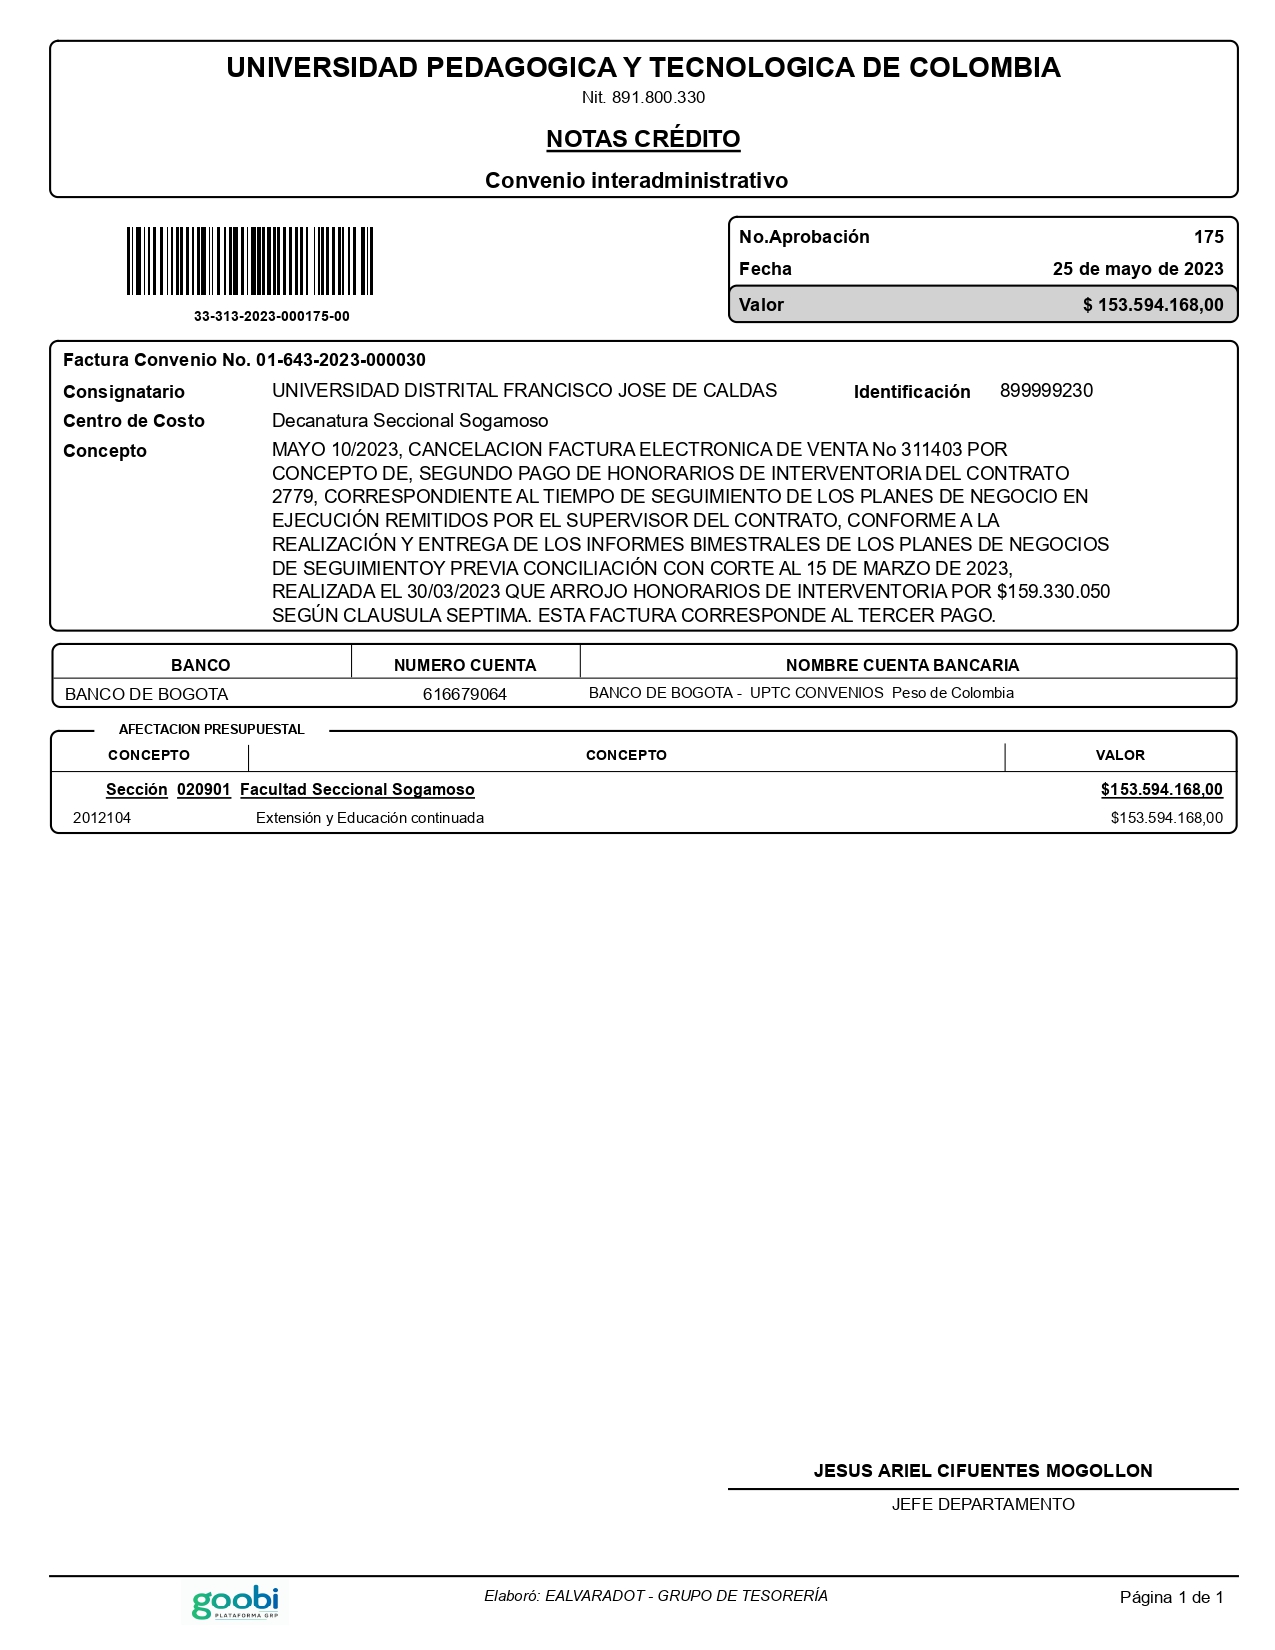 UNIVERSIDAD PEDAGOGICA Y TECNOLOGICA DE COLOMBIA
Nit. 891.800.330
NOTAS CRÉDITO
Convenio interadministrativo
33-313-2023-000175-00
No.Aprobación 175
Fecha 25 de mayo de 2023
Valor $ 153.594.168,00
Factura Convenio No. 01-643-2023-000030
Consignatario UNIVERSIDAD DISTRITAL FRANCISCO JOSE DE CALDAS Identificación 899999230
Centro de Costo Decanatura Seccional Sogamoso
Concepto MAYO 10/2023, CANCELACION FACTURA ELECTRONICA DE VENTA No 311403 POR
CONCEPTO DE, SEGUNDO PAGO DE HONORARIOS DE INTERVENTORIA DEL CONTRATO
2779, CORRESPONDIENTE AL TIEMPO DE SEGUIMIENTO DE LOS PLANES DE NEGOCIO EN
EJECUCIÓN REMITIDOS POR EL SUPERVISOR DEL CONTRATO, CONFORME A LA
REALIZACIÓN Y ENTREGA DE LOS INFORMES BIMESTRALES DE LOS PLANES DE NEGOCIOS
DE SEGUIMIENTOY PREVIA CONCILIACIÓN CON CORTE AL 15 DE MARZO DE 2023,
REALIZADA EL 30/03/2023 QUE ARROJO HONORARIOS DE INTERVENTORIA POR $159.330.050
SEGÚN CLAUSULA SEPTIMA. ESTA FACTURA CORRESPONDE AL TERCER PAGO.
BANCO NUMERO CUENTA NOMBRE CUENTA BANCARIA
BANCO DE BOGOTA 616679064 BANCO DE BOGOTA - UPTC CONVENIOS Peso de Colombia
AFECTACION PRESUPUESTAL
CONCEPTO CONCEPTO VALOR
Sección 020901 Facultad Seccional Sogamoso $153.594.168,00
2012104 Extensión y Educación continuada $153.594.168,00
JESUS ARIEL CIFUENTES MOGOLLON
JEFE DEPARTAMENTO
goobi
PLATAFORMA GRP
Elaboró: EALVARADOT - GRUPO DE TESORERÍA
Página 1 de 1